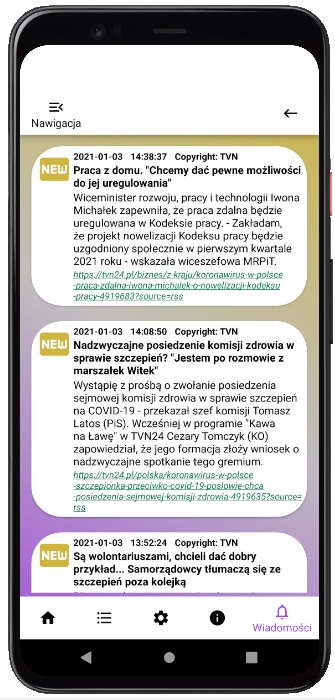 Nawigacja
2021-01-03 14:38:37 Copyright: TVN
NEW
Praca z domu. "Chcemy dać pewne możliwości
do jej uregulowania"
Wiceminister rozwoju, pracy i technologii Iwona
Michałek zapewniła, że praca zdalna będzie
uregulowana w Kodeksie pracy. - Zakładam,
że projekt nowelizacji Kodeksu pracy będzie
uzgodniony społecznie w pierwszym kwartale
2021 roku - wskazała wiceszefowa MRPiT.
https://tvn24.pl/biznes/z-kraju/koronawirus-w-polsce
-praca-zdalna-iwona-michalek-o-nowelizacji-kodeksu
-pracy-4919683?source=rss
2021-01-03 14:08:50 Copyright: TVN
NEW
Nadzwyczajne posiedzenie komisji zdrowia w
sprawie szczepień? "Jestem po rozmowie z
marszałek Witek"
Wystąpię z prośbą o zwołanie posiedzenia
sejmowej komisji zdrowia w sprawie szczepień
na COVID-19 - przekazał szef komisji Tomasz
Latos (PiS). Wcześniej w programie "Kawa
na Ławę" w TVN24 Cezary Tomczyk (KO)
zapowiedział, że jego formacja złoży wniosek o
nadzwyczajne spotkanie tego gremium.
https://tvn24.pl/polska/koronawirus-w-polsce
-szczepionka-przeciwko-covid-19-poslowie-chca
-posiedzenia-sejmowej-komisji-zdrowia-4919635?source=
rss
2021-01-03 13:52:24 Copyright: TVN
NEW
Są wolontariuszami, chcieli dać dobry
przykład... Samorządowcy tłumaczą się ze
szczepień poza kolejką
Wiadomości